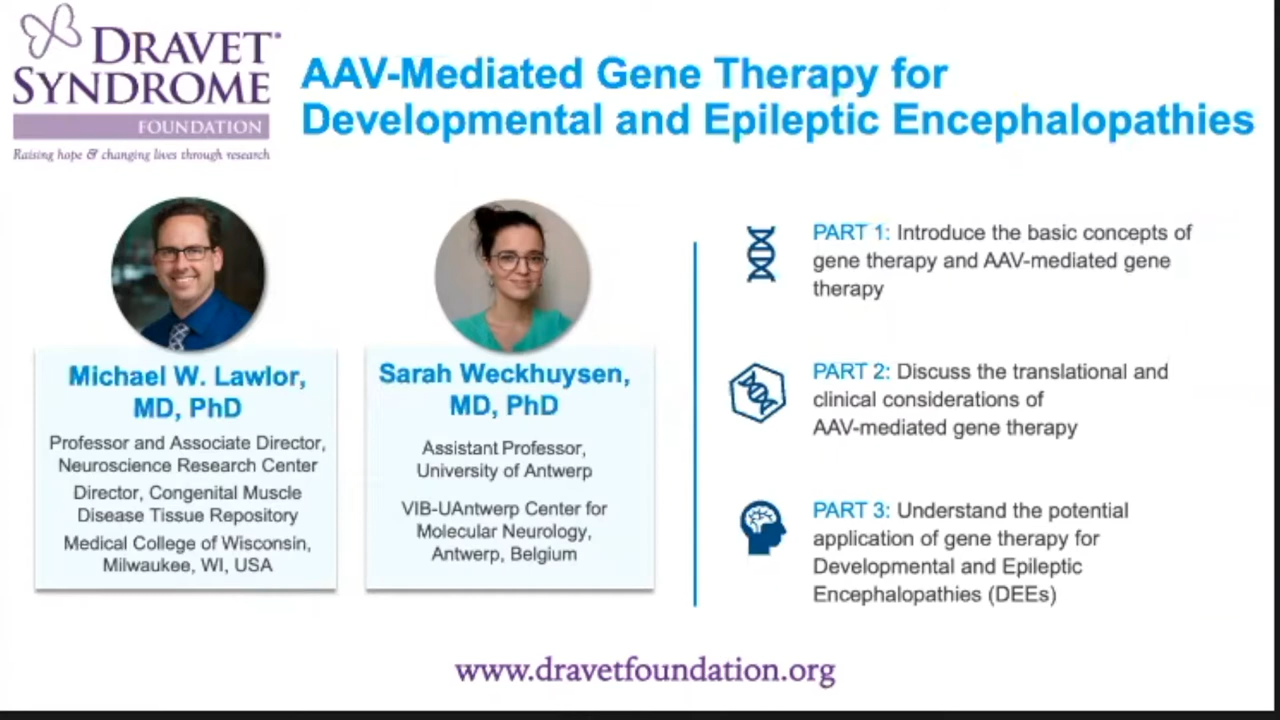 DRAVET®
SYNDROME
FOUNDATION
Raising hope & changing lives through research
AAV-Mediated Gene Therapy for
Developmental and Epileptic Encephalopathies
Michael W. Lawlor,
MD, PhD
Professor and Associate Director,
Neuroscience Research Center
Director, Congenital Muscle
Disease Tissue Repository
Medical College of Wisconsin,
Milwaukee, WI, USA
Sarah Weckhuysen,
MD, PhD
Assistant Professor,
University of Antwerp
VIB-UAntwerp Center for
Molecular Neurology,
Antwerp, Belgium
PART 1: Introduce the basic concepts of
gene therapy and AAV-mediated gene
therapy
PART 2: Discuss the translational and
clinical considerations of
AAV-mediated gene therapy
PART 3: Understand the potential
application of gene therapy for
Developmental and Epileptic
Encephalopathies (DEEs)
www.dravetfoundation.org